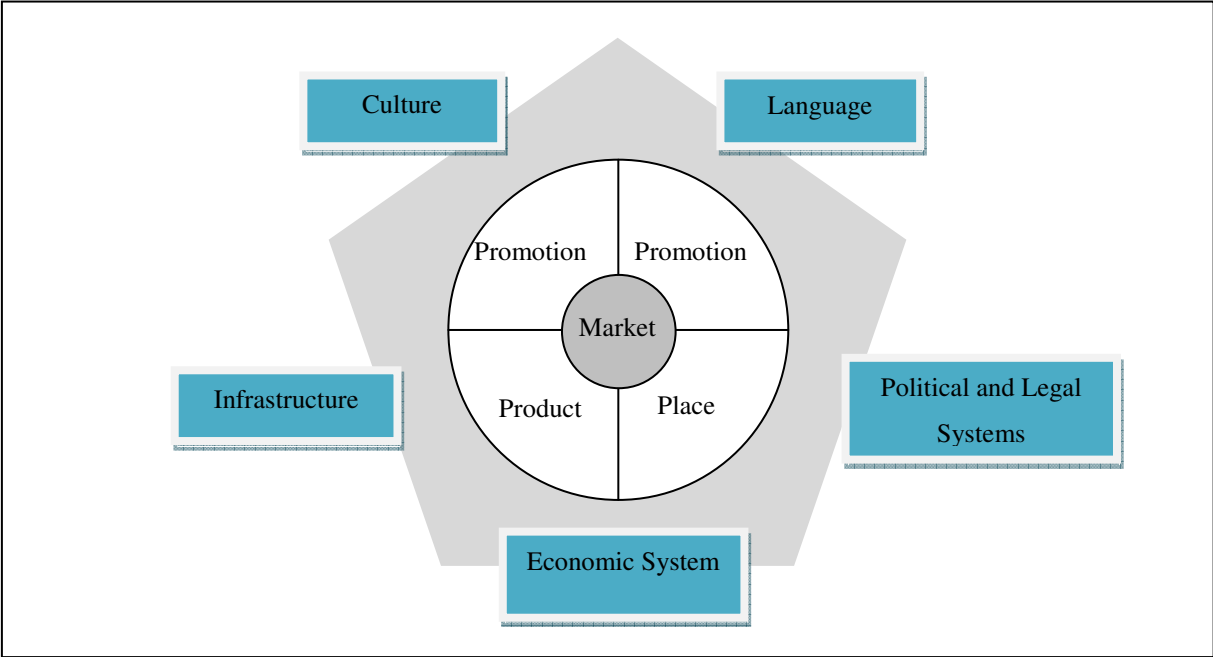 Culture
Language
Promotion
Promotion
Market
Product
Place
Infrastructure
Political and Legal
Systems
Economic System